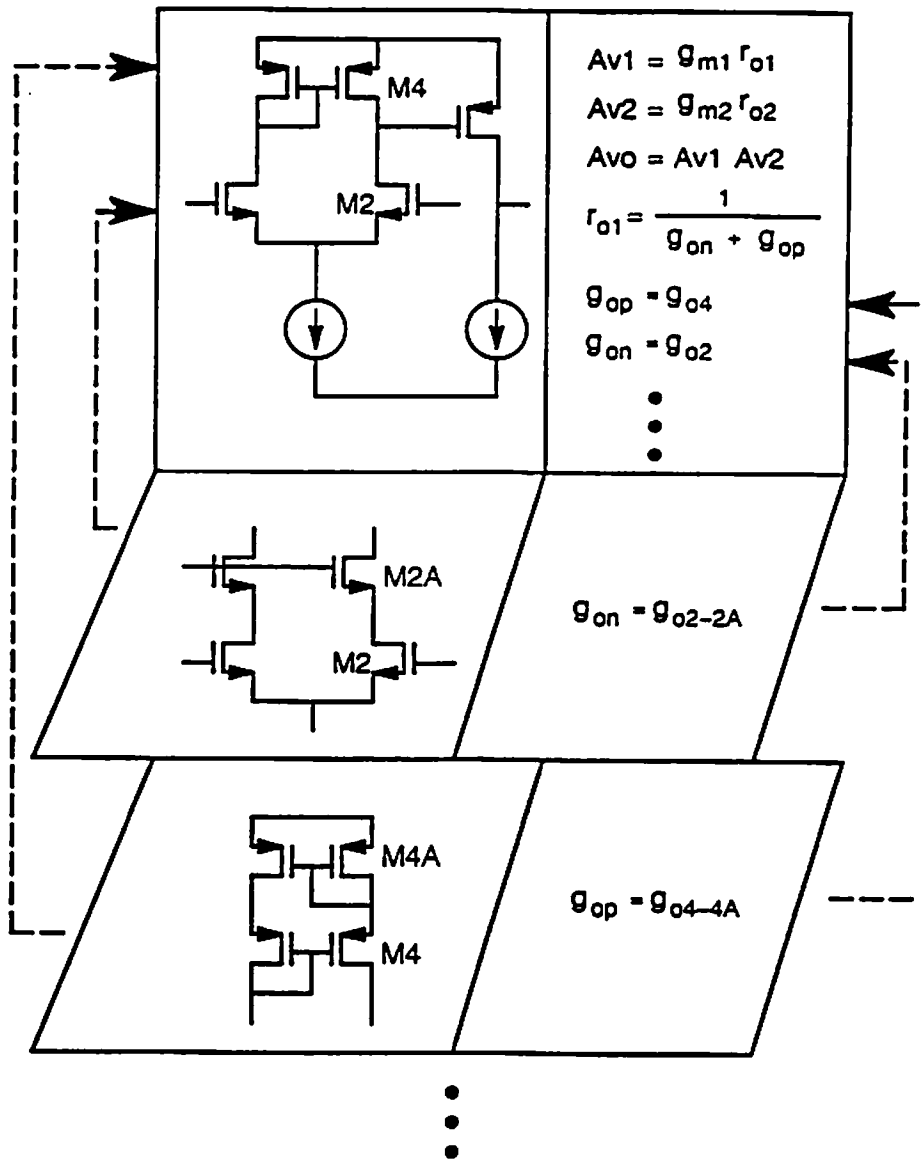 M4
M2
Av1 = gm1 ro1
Av2 = gm2 ro2
Avo = Av1 Av2
ro1 = 1 / (gon + gop)
gop = go4
gon = go2
M2A
M2
gon = go2-2A
M4A
M4
gop = go4-4A